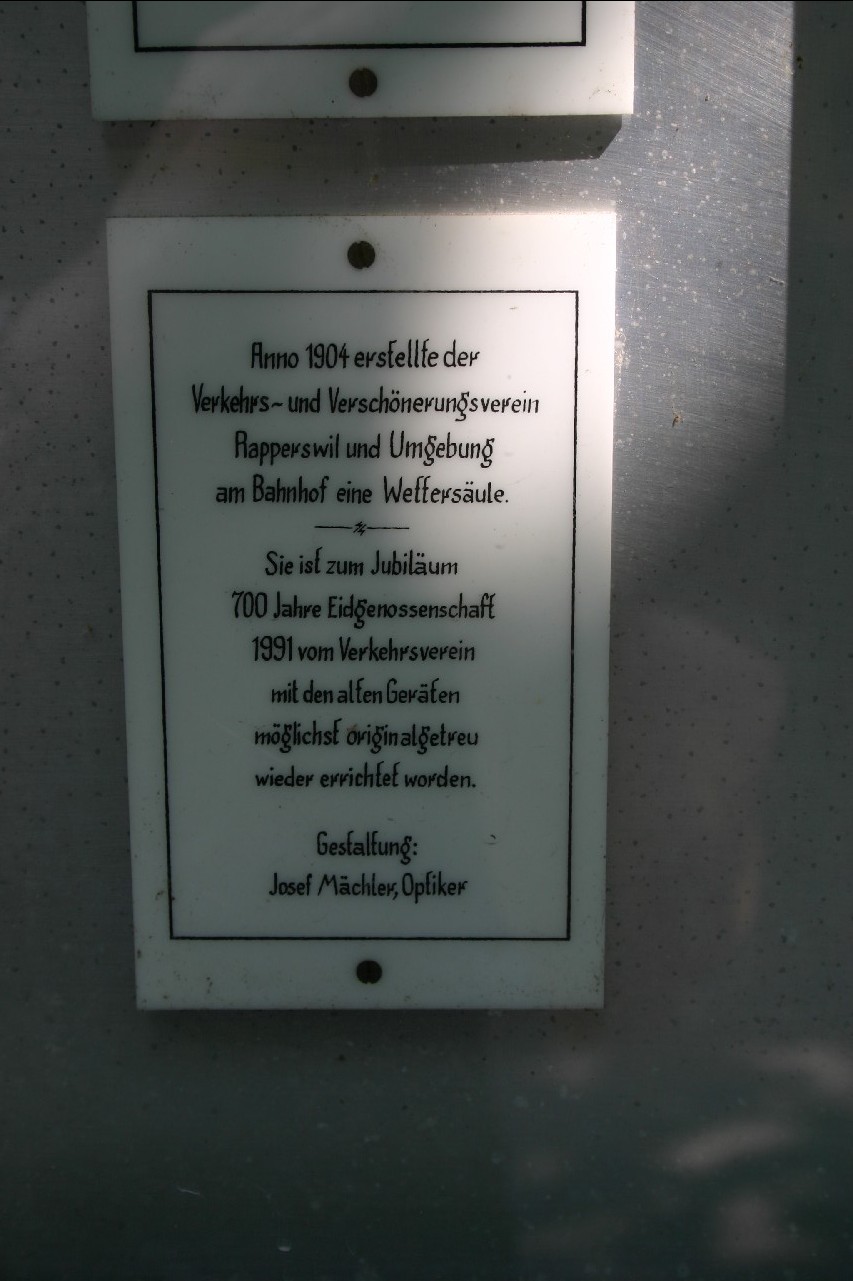 Anno 1904 erstellte der
Verkehrs- und Verschönerungsverein
Rapperswil und Umgebung
am Bahnhof eine Wettersäule.
Sie ist zum Jubiläum
700 Jahre Eidgenossenschaft
1991 vom Verkehrsverein
mit den alten Geräten
möglichst originalgetreu
wieder errichtet worden.
Gestaltung:
Josef Mächler, Optiker